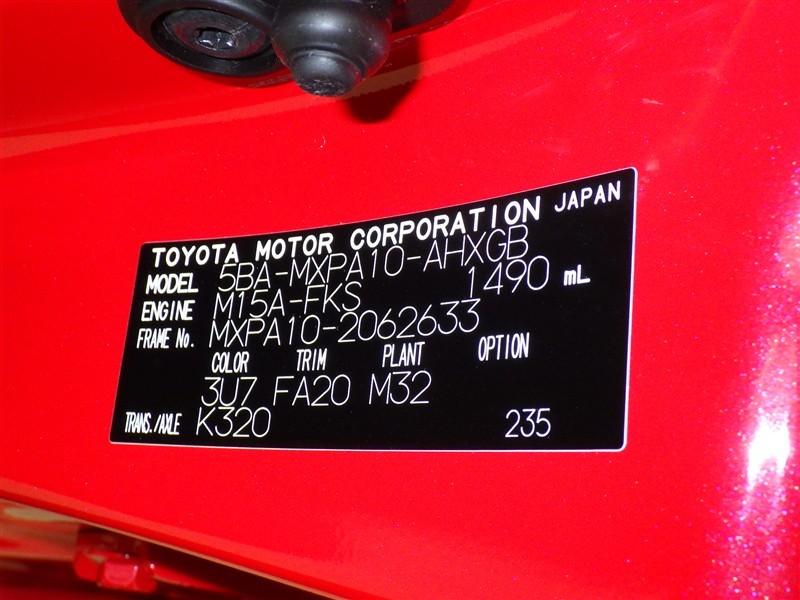 TOYOTA MOTOR CORPORATION JAPAN
MODEL 5BA-MXPA10-AHXGB
ENGINE M15A-FKS 1490 mL
FRAME No. MXPA10-2062633
COLOR TRIM PLANT OPTION
3U7 FA20 M32
TRANS./AXLE K320 235